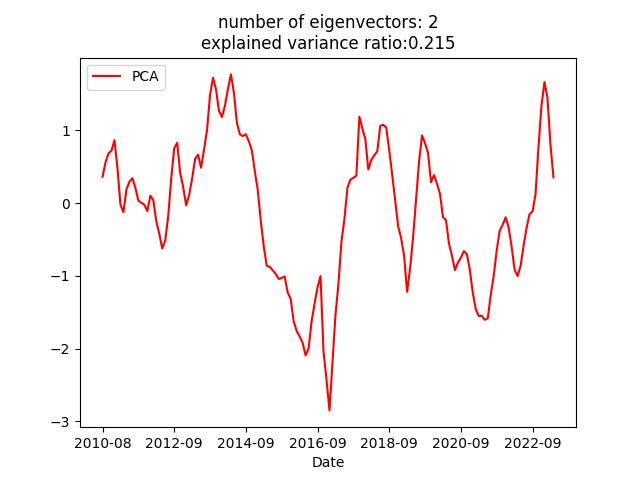 number of eigenvectors: 2
explained variance ratio:0.215
PCA
1
0
−1
−2
−3
2010-08 2012-09 2014-09 2016-09 2018-09 2020-09 2022-09
Date